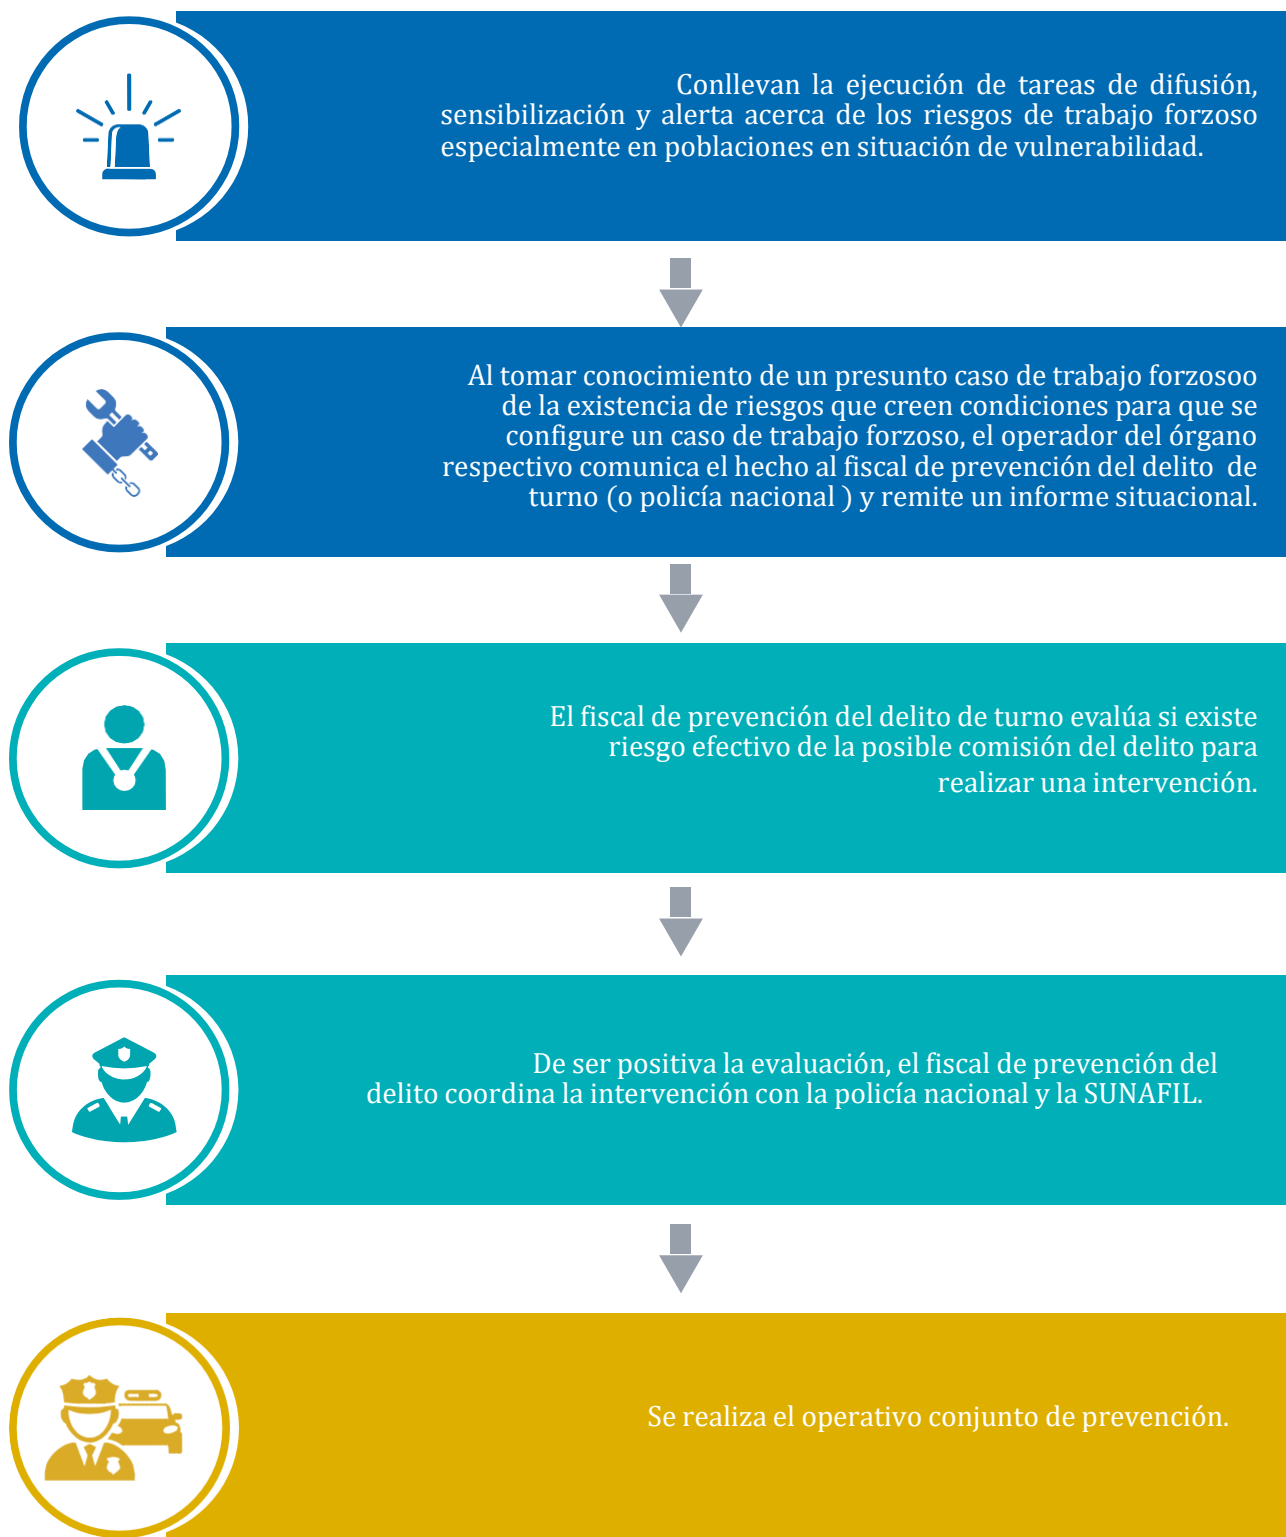 Conllevan la ejecución de tareas de difusión,
sensibilización y alerta acerca de los riesgos de trabajo forzoso
especialmente en poblaciones en situación de vulnerabilidad.
Al tomar conocimiento de un presunto caso de trabajo forzosoo
de la existencia de riesgos que creen condiciones para que se
configure un caso de trabajo forzoso, el operador del órgano
respectivo comunica el hecho al fiscal de prevención del delito de
turno (o policía nacional ) y remite un informe situacional.
El fiscal de prevención del delito de turno evalúa si existe
riesgo efectivo de la posible comisión del delito para
realizar una intervención.
De ser positiva la evaluación, el fiscal de prevención del
delito coordina la intervención con la policía nacional y la SUNAFIL.
Se realiza el operativo conjunto de prevención.